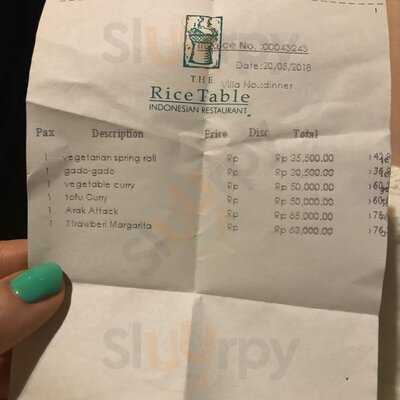 Invoice No. :00043243
Date:20/05/2018
Villa No.:dinner
THE
Rice Table
INDONESIAN RESTAURANT
Pax Description Price Disc Total
1 vegetarian spring roll Rp Rp 35,500.00
1 gado-gado Rp Rp 30,500.00
1 vegetable curry Rp Rp 50,000.00
1 Tofu Curry Rp Rp 50,000.00
1 Arak Attack Rp Rp 65,000.00
1 Strawberi Margarita Rp Rp 63,000.00
Sluurpy
Sluurpy